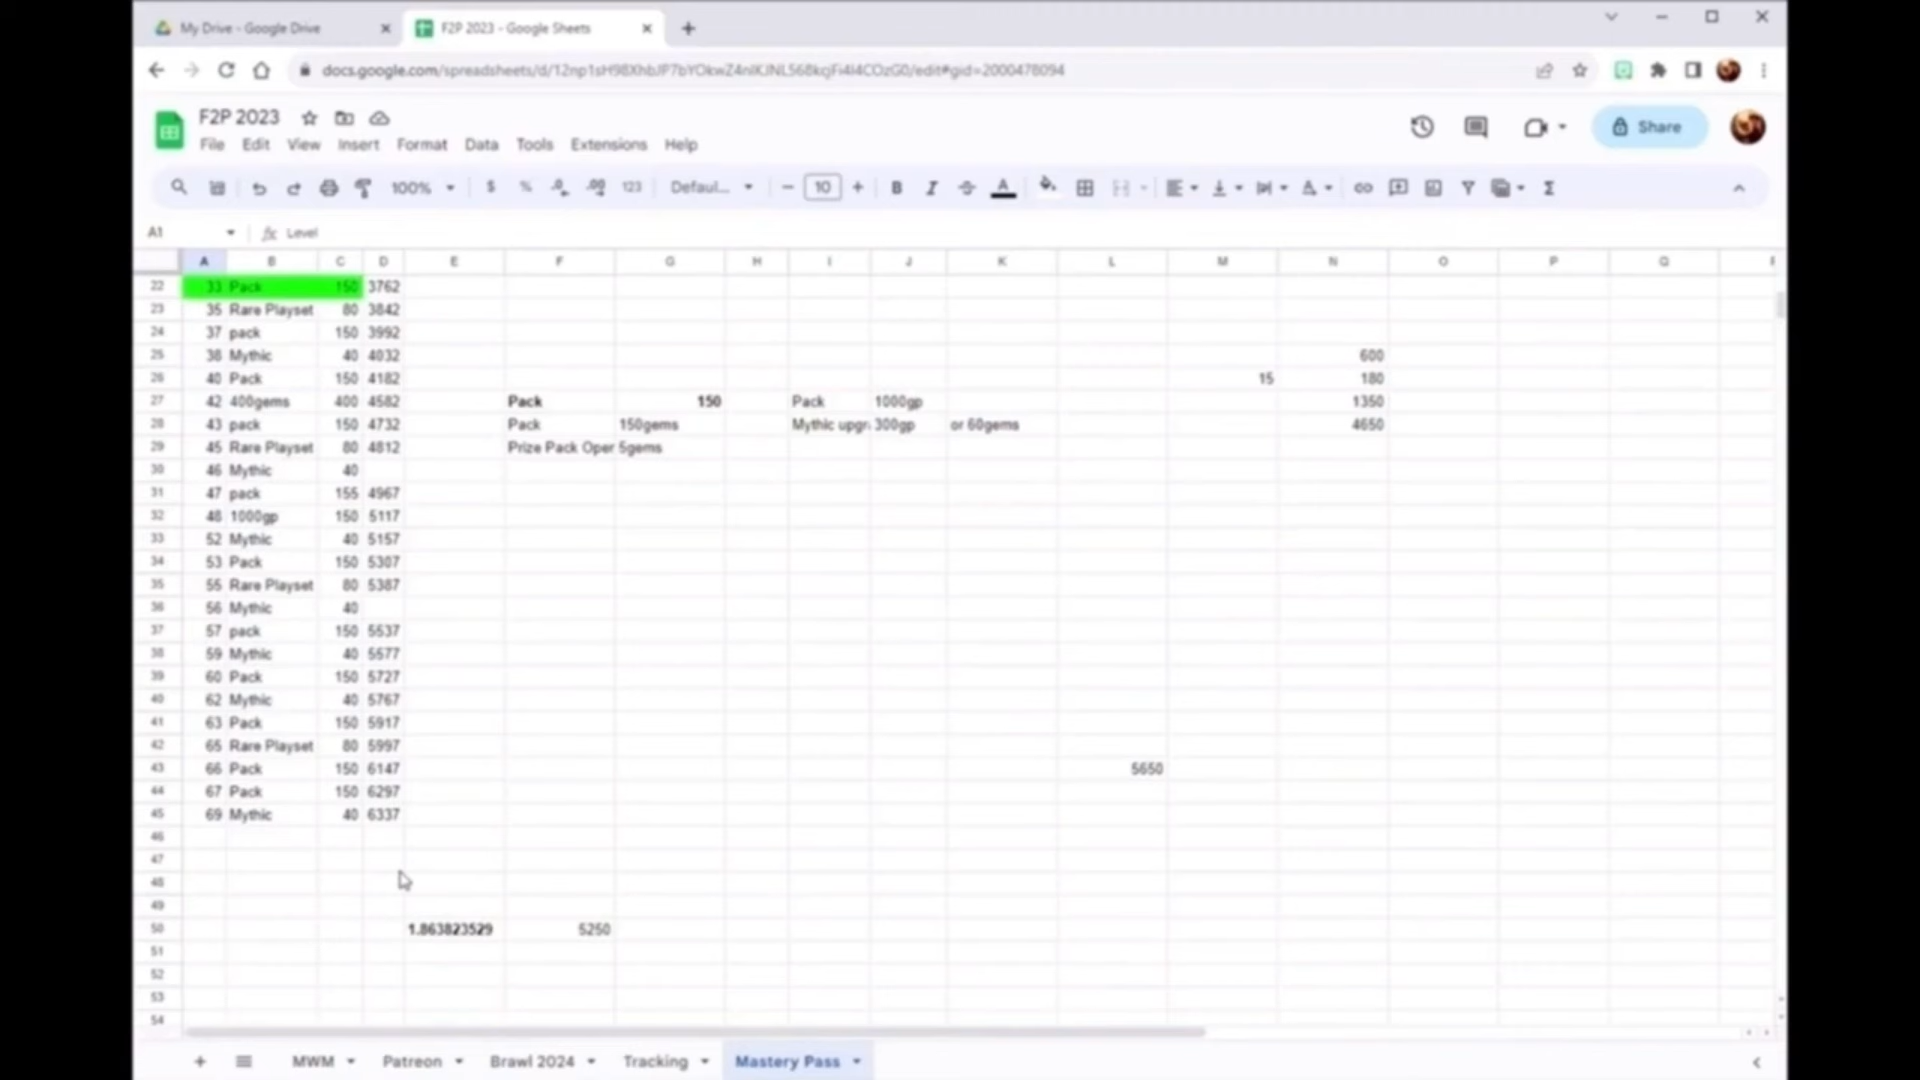 My Drive - Google Drive
F2P 2023 - Google Sheets
F2P 2023
File Edit View Insert Format Data Tools Extensions Help
Share
100% $ % 123 Defaul... 10 B I A
A1 fx Level
A B C D E F G H I J K L M N O P Q
22 33 Pack 150 3762
23 35 Rare Playset 80 3842
24 37 pack 150 3992
25 38 Mythic 40 4032 600
26 40 Pack 150 4182 15 180
27 42 400gems 400 4582 Pack 150 Pack 1000gp 1350
28 43 pack 150 4732 Pack 150gems Mythic upgr 300gp or 60gems 4650
29 45 Rare Playset 80 4812 Prize Pack Oper 5gems
30 46 Mythic 40
31 47 pack 155 4967
32 48 1000gp 150 5117
33 52 Mythic 40 5157
34 53 Pack 150 5307
35 55 Rare Playset 80 5387
36 56 Mythic 40
37 57 pack 150 5537
38 59 Mythic 40 5577
39 60 Pack 150 5727
40 62 Mythic 40 5767
41 63 Pack 150 5917
42 65 Rare Playset 80 5997
43 66 Pack 150 6147 5650
44 67 Pack 150 6297
45 69 Mythic 40 6337
46
47
48
49
50 1.863823529 5250
51
52
53
54
MWM Patreon Brawl 2024 Tracking Mastery Pass